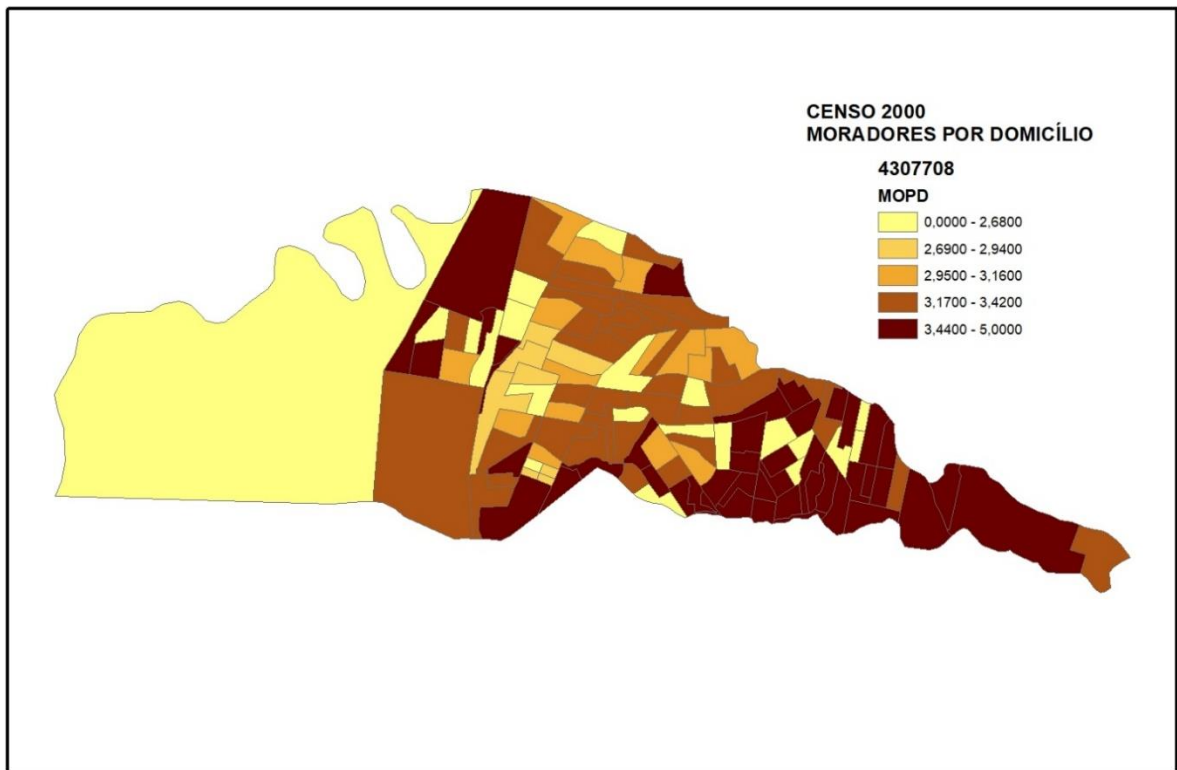 CENSO 2000
MORADORES POR DOMICÍLIO
4307708
MOPD
0,0000 - 2,6800
2,6900 - 2,9400
2,9500 - 3,1600
3,1700 - 3,4200
3,4400 - 5,0000